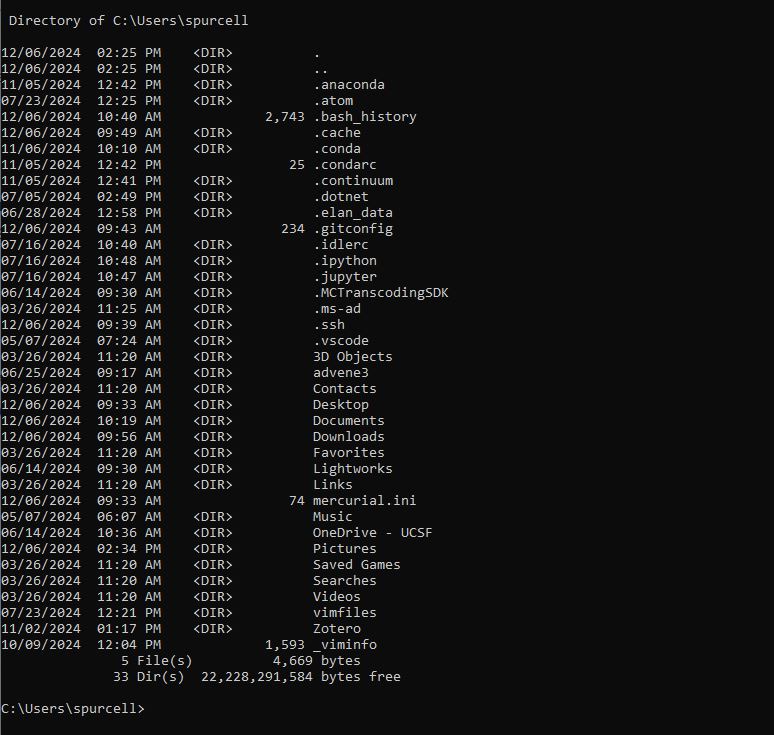 Directory of C:\Users\spurcell
12/06/2024  02:25 PM    <DIR>          .
12/06/2024  02:25 PM    <DIR>          ..
11/05/2024  12:42 PM    <DIR>          .anaconda
07/23/2024  12:25 PM    <DIR>          .atom
12/06/2024  10:40 AM             2,743 .bash_history
12/06/2024  09:49 AM    <DIR>          .cache
11/06/2024  10:10 AM    <DIR>          .conda
11/05/2024  12:42 PM                25 .condarc
11/05/2024  12:41 PM    <DIR>          .continuum
07/05/2024  02:49 PM    <DIR>          .dotnet
06/28/2024  12:58 PM    <DIR>          .elan_data
12/06/2024  09:43 AM               234 .gitconfig
07/16/2024  10:40 AM    <DIR>          .idlerc
07/16/2024  10:48 AM    <DIR>          .ipython
07/16/2024  10:47 AM    <DIR>          .jupyter
06/14/2024  09:30 AM    <DIR>          .MCTranscodingSDK
03/26/2024  11:25 AM    <DIR>          .ms-ad
12/06/2024  09:39 AM    <DIR>          .ssh
05/07/2024  07:24 AM    <DIR>          .vscode
03/26/2024  11:20 AM    <DIR>          3D Objects
06/25/2024  09:17 AM    <DIR>          advene3
03/26/2024  11:20 AM    <DIR>          Contacts
12/06/2024  09:33 AM    <DIR>          Desktop
12/06/2024  10:19 AM    <DIR>          Documents
12/06/2024  09:56 AM    <DIR>          Downloads
03/26/2024  11:20 AM    <DIR>          Favorites
06/14/2024  09:30 AM    <DIR>          Lightworks
03/26/2024  11:20 AM    <DIR>          Links
12/06/2024  09:33 AM                74 mercurial.ini
05/07/2024  06:07 AM    <DIR>          Music
06/14/2024  10:36 AM    <DIR>          OneDrive - UCSF
12/06/2024  02:34 PM    <DIR>          Pictures
03/26/2024  11:20 AM    <DIR>          Saved Games
03/26/2024  11:20 AM    <DIR>          Searches
03/26/2024  11:20 AM    <DIR>          Videos
07/23/2024  12:21 PM    <DIR>          vimfiles
11/02/2024  01:17 PM    <DIR>          Zotero
10/09/2024  12:04 PM             1,593 _viminfo
5 File(s)          4,669 bytes
33 Dir(s)  22,228,291,584 bytes free
C:\Users\spurcell>